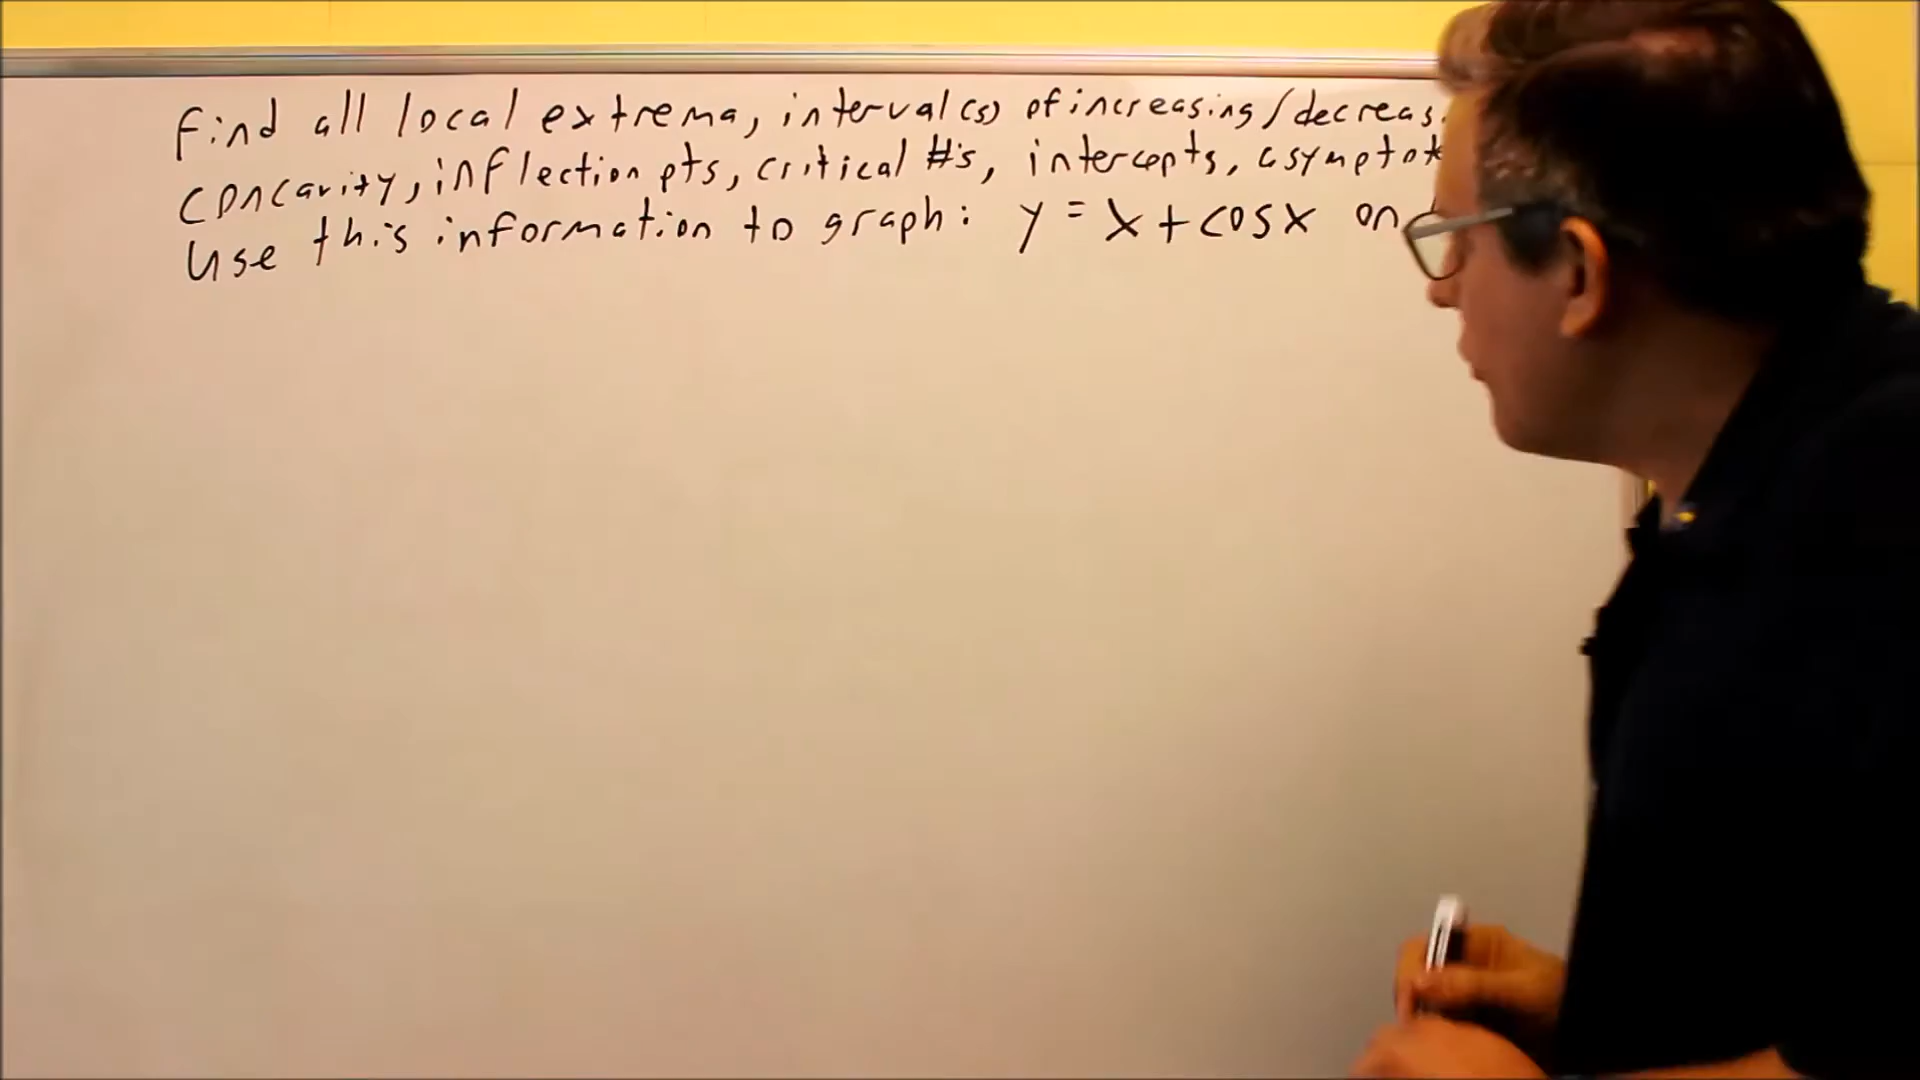 Find all local extrema, interval(s) of increasing/decreas
concavity, inflection pts, critical #'s, intercepts, asymptot
Use this information to graph: y = x + cosx on